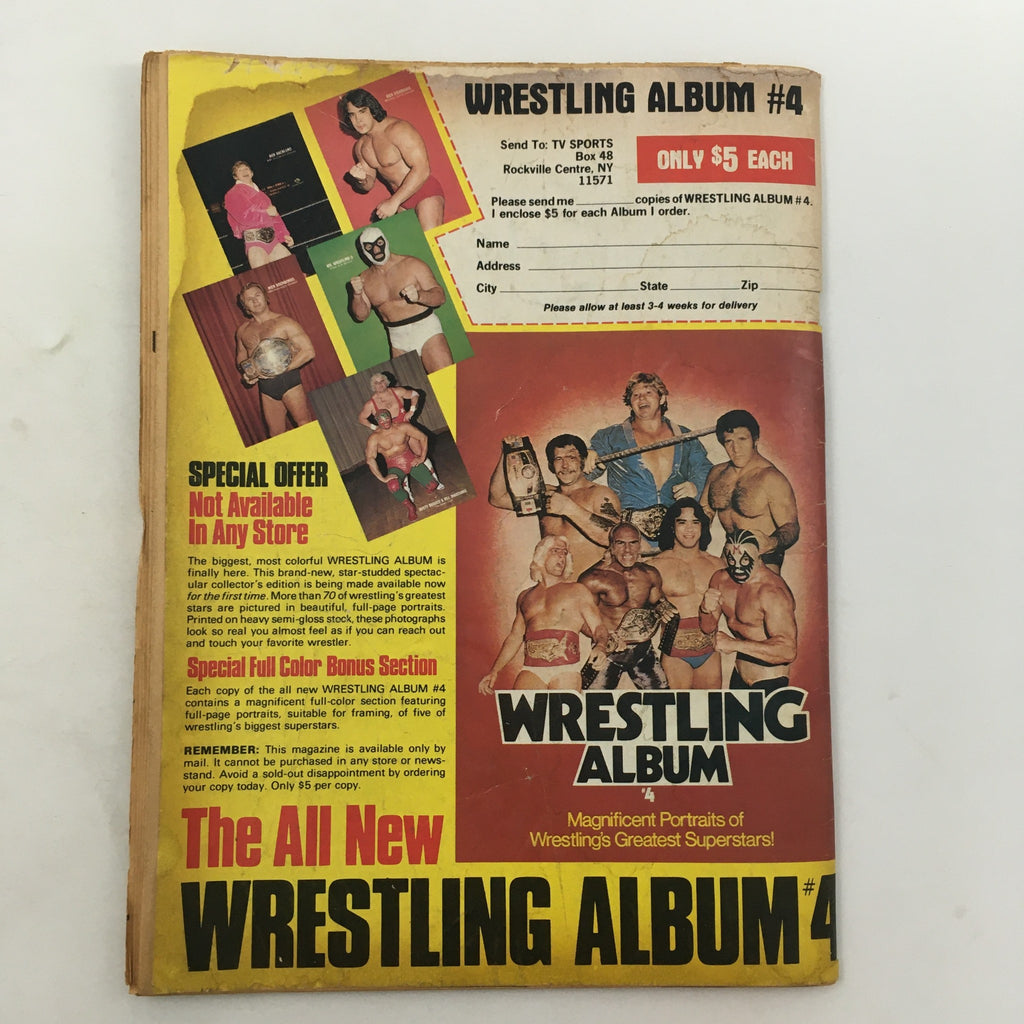 WRESTLING ALBUM #4
Send To: TV SPORTS
Box 48
Rockville Centre, NY
11571
ONLY $5 EACH
Please send me ________ copies of WRESTLING ALBUM #4.
I enclose $5 for each Album I order.
Name
Address
City State Zip
Please allow at least 3-4 weeks for delivery
SPECIAL OFFER
Not Available
In Any Store
The biggest, most colorful WRESTLING ALBUM is
finally here. This brand-new, star-studded spectac-
ular collector's edition is being made available now
for the first time. More than 70 of wrestling's greatest
stars are pictured in beautiful, full-page portraits.
Printed on heavy semi-gloss stock, these photographs
look so real you almost feel as if you can reach out
and touch your favorite wrestler.
Special Full Color Bonus Section
Each copy of the all new WRESTLING ALBUM #4
contains a magnificent full-color section featuring
full-page portraits, suitable for framing, of five of
wrestling's biggest superstars.
REMEMBER: This magazine is available only by
mail. It cannot be purchased in any store or news-
stand. Avoid a sold-out disappointment by ordering
your copy today. Only $5 per copy.
WRESTLING
ALBUM
#4
Magnificent Portraits of
Wrestling's Greatest Superstars!
The All New
WRESTLING ALBUM #4